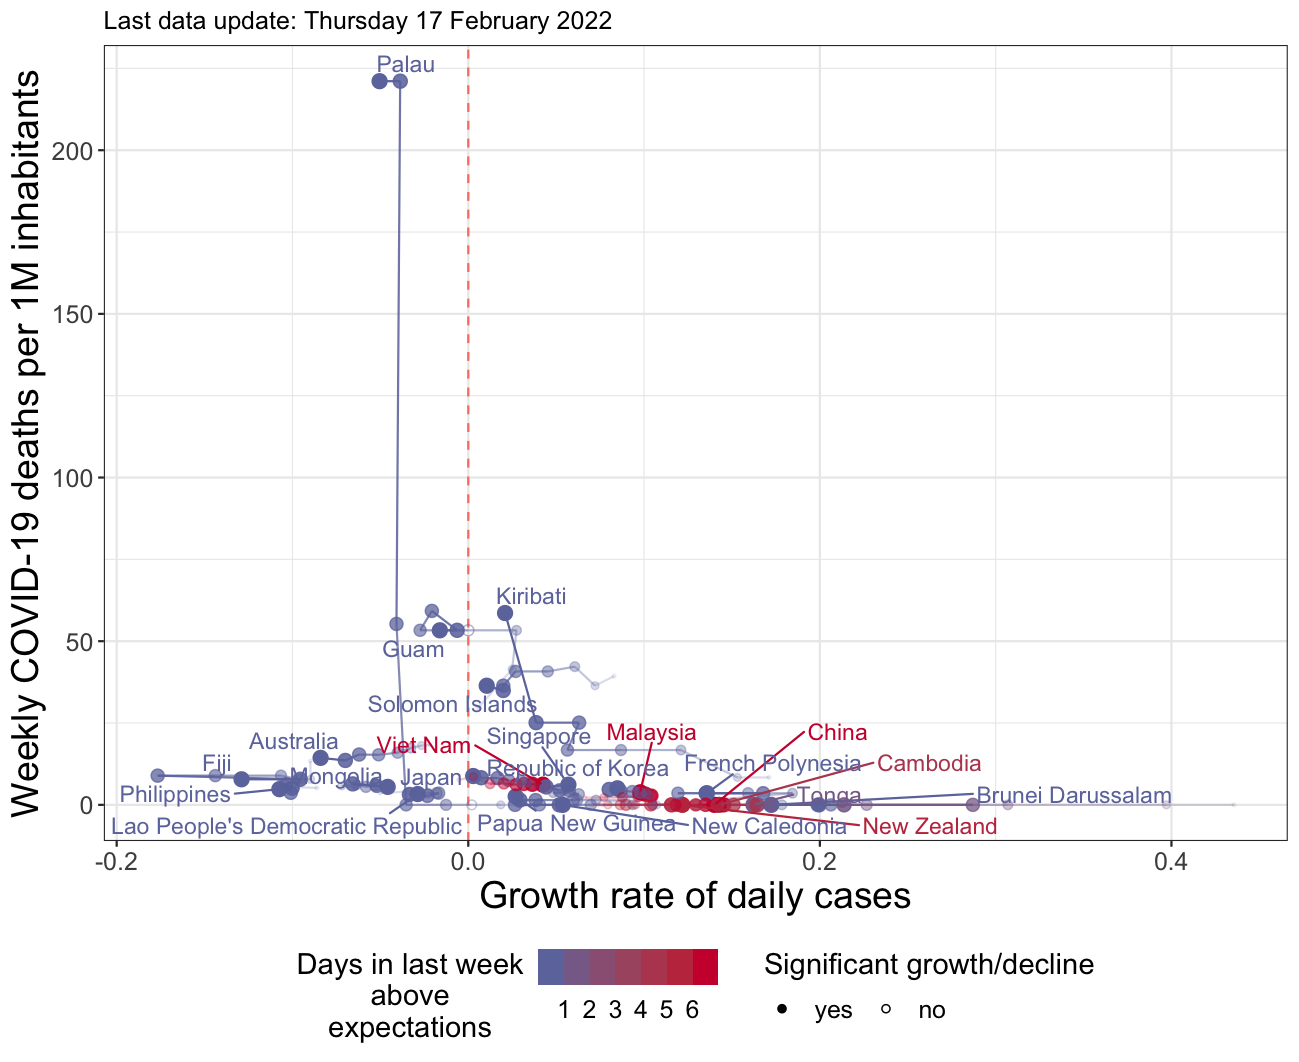 Last data update: Thursday 17 February 2022
Weekly COVID-19 deaths per 1M inhabitants
200
150
100
50
0
Palau
Kiribati
Guam
Solomon Islands
Singapore
Malaysia
China
Australia
Viet Nam
Fiji
Mongolia
Japan
Republic of Korea
French Polynesia
Cambodia
Philippines
Tonga
Brunei Darussalam
Lao People's Democratic Republic
Papua New Guinea
New Caledonia
New Zealand
-0.2
0.0
0.2
0.4
Growth rate of daily cases
Days in last week
above
expectations
1 2 3 4 5 6
Significant growth/decline
yes
no